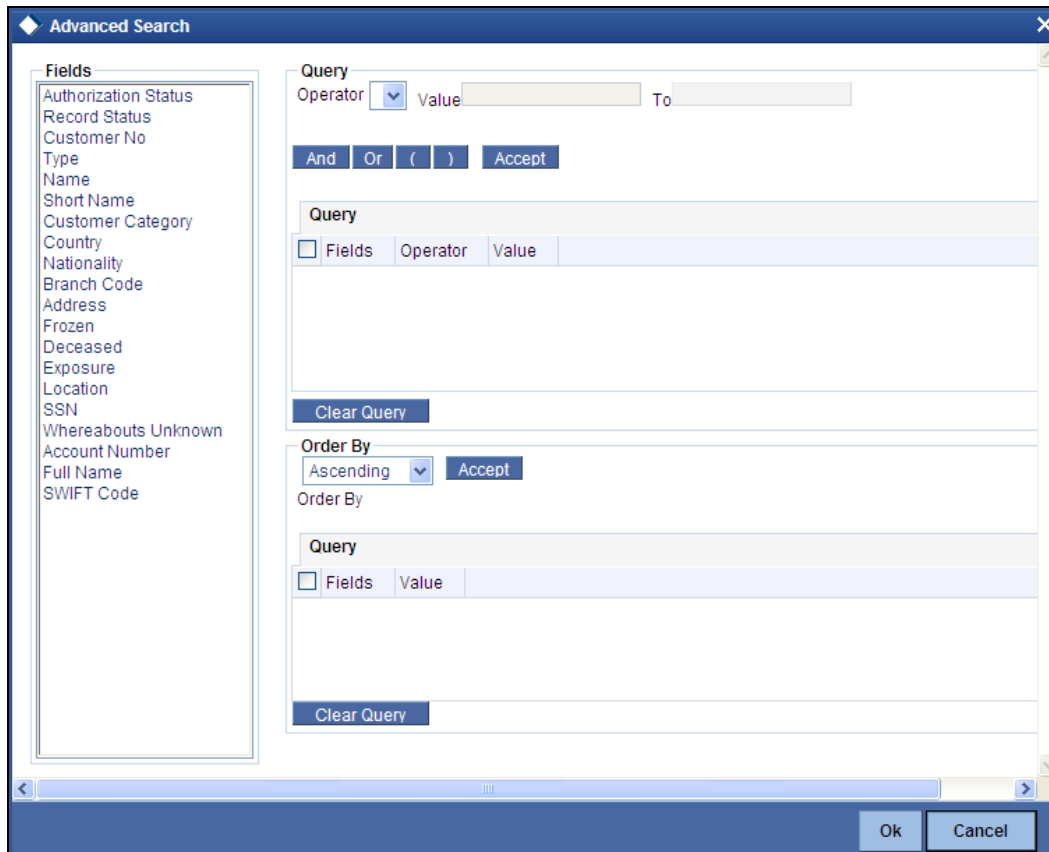 Advanced Search
Fields
Authorization Status
Record Status
Customer No
Type
Name
Short Name
Customer Category
Country
Nationality
Branch Code
Address
Frozen
Deceased
Exposure
Location
SSN
Whereabouts Unknown
Account Number
Full Name
SWIFT Code
Query
Operator Value To
And Or ( ) Accept
Query
Fields Operator Value
Clear Query
Order By
Ascending Accept
Order By
Query
Fields Value
Clear Query
Ok Cancel